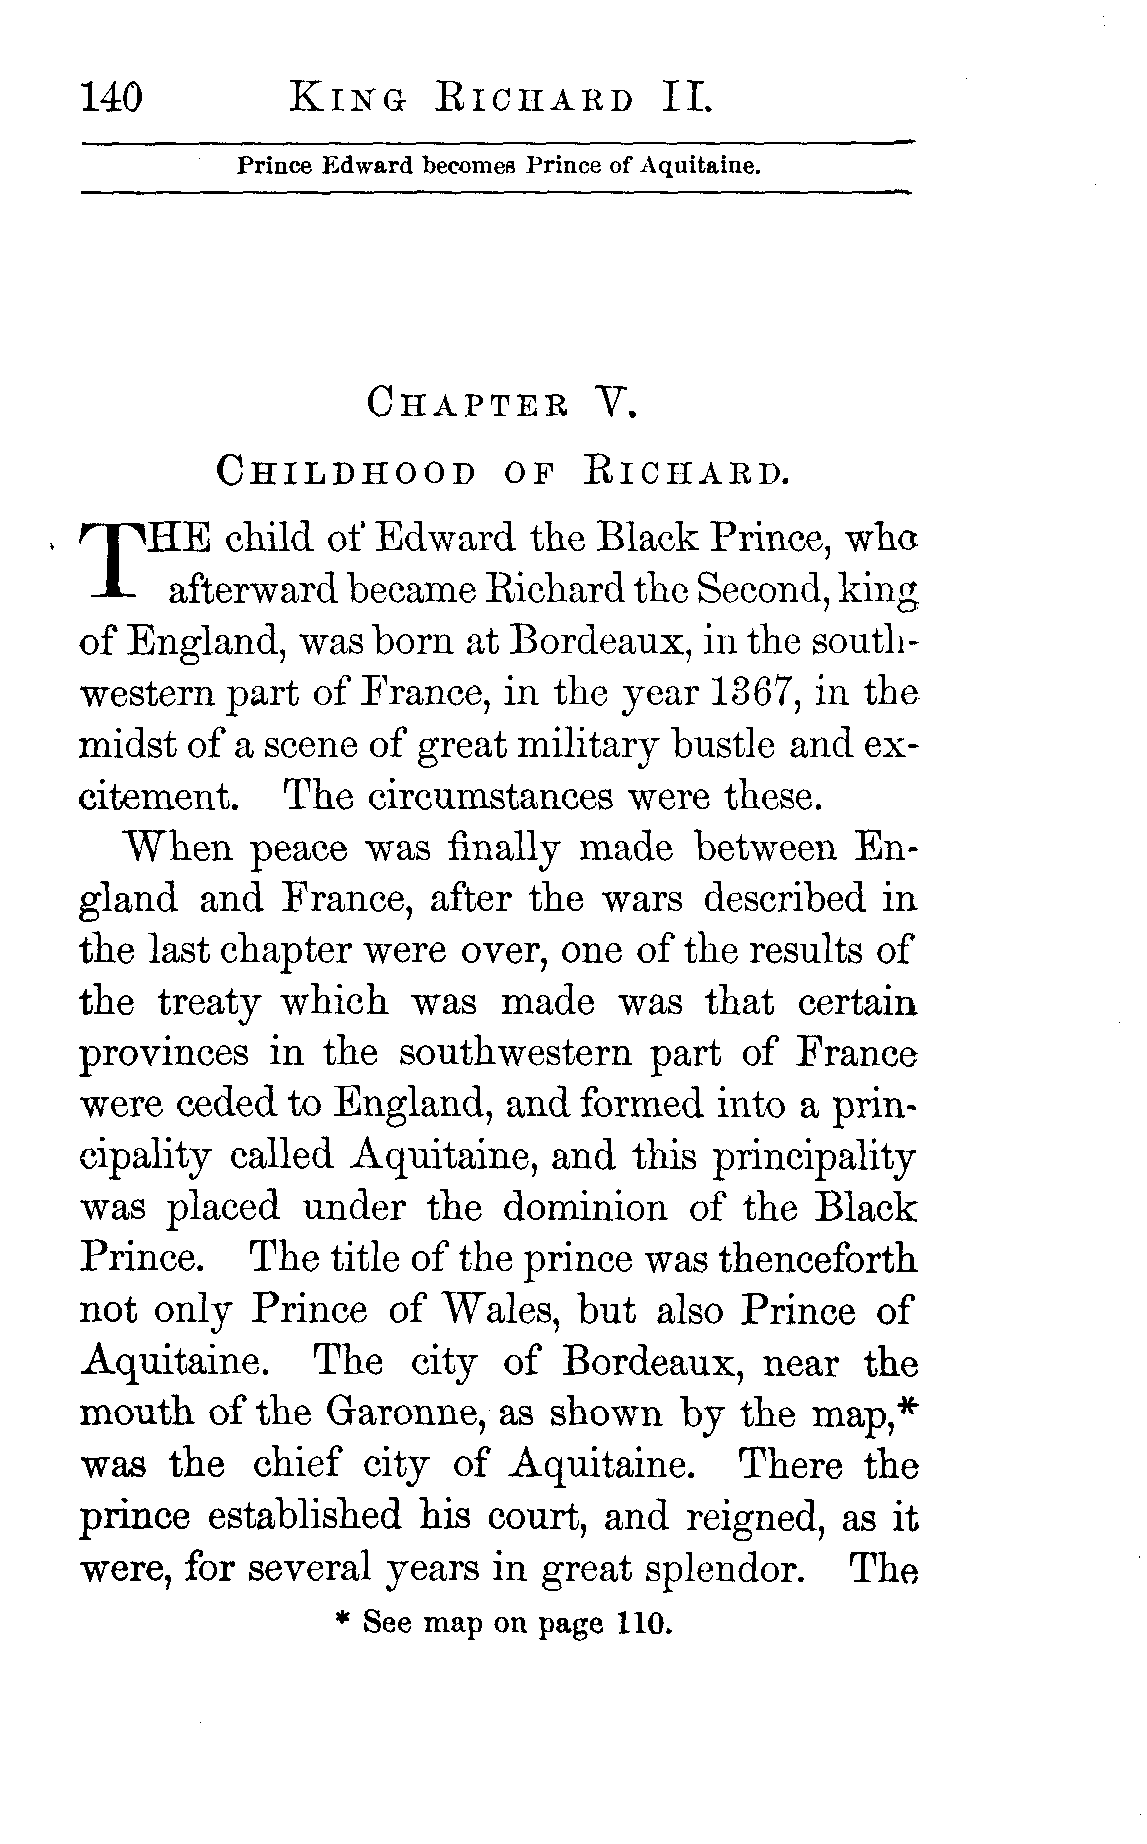 140 KING RICHARD II.
Prince Edward becomes Prince of Aquitaine.
CHAPTER V.
CHILDHOOD OF RICHARD.
THE child of Edward the Black Prince, who
afterward became Richard the Second, king
of England, was born at Bordeaux, in the south-
western part of France, in the year 1367, in the
midst of a scene of great military bustle and ex-
citement. The circumstances were these.
When peace was finally made between En-
gland and France, after the wars described in
the last chapter were over, one of the results of
the treaty which was made was that certain
provinces in the southwestern part of France
were ceded to England, and formed into a prin-
cipality called Aquitaine, and this principality
was placed under the dominion of the Black
Prince. The title of the prince was thenceforth
not only Prince of Wales, but also Prince of
Aquitaine. The city of Bordeaux, near the
mouth of the Garonne, as shown by the map,*
was the chief city of Aquitaine. There the
prince established his court, and reigned, as it
were, for several years in great splendor. The
* See map on page 110.